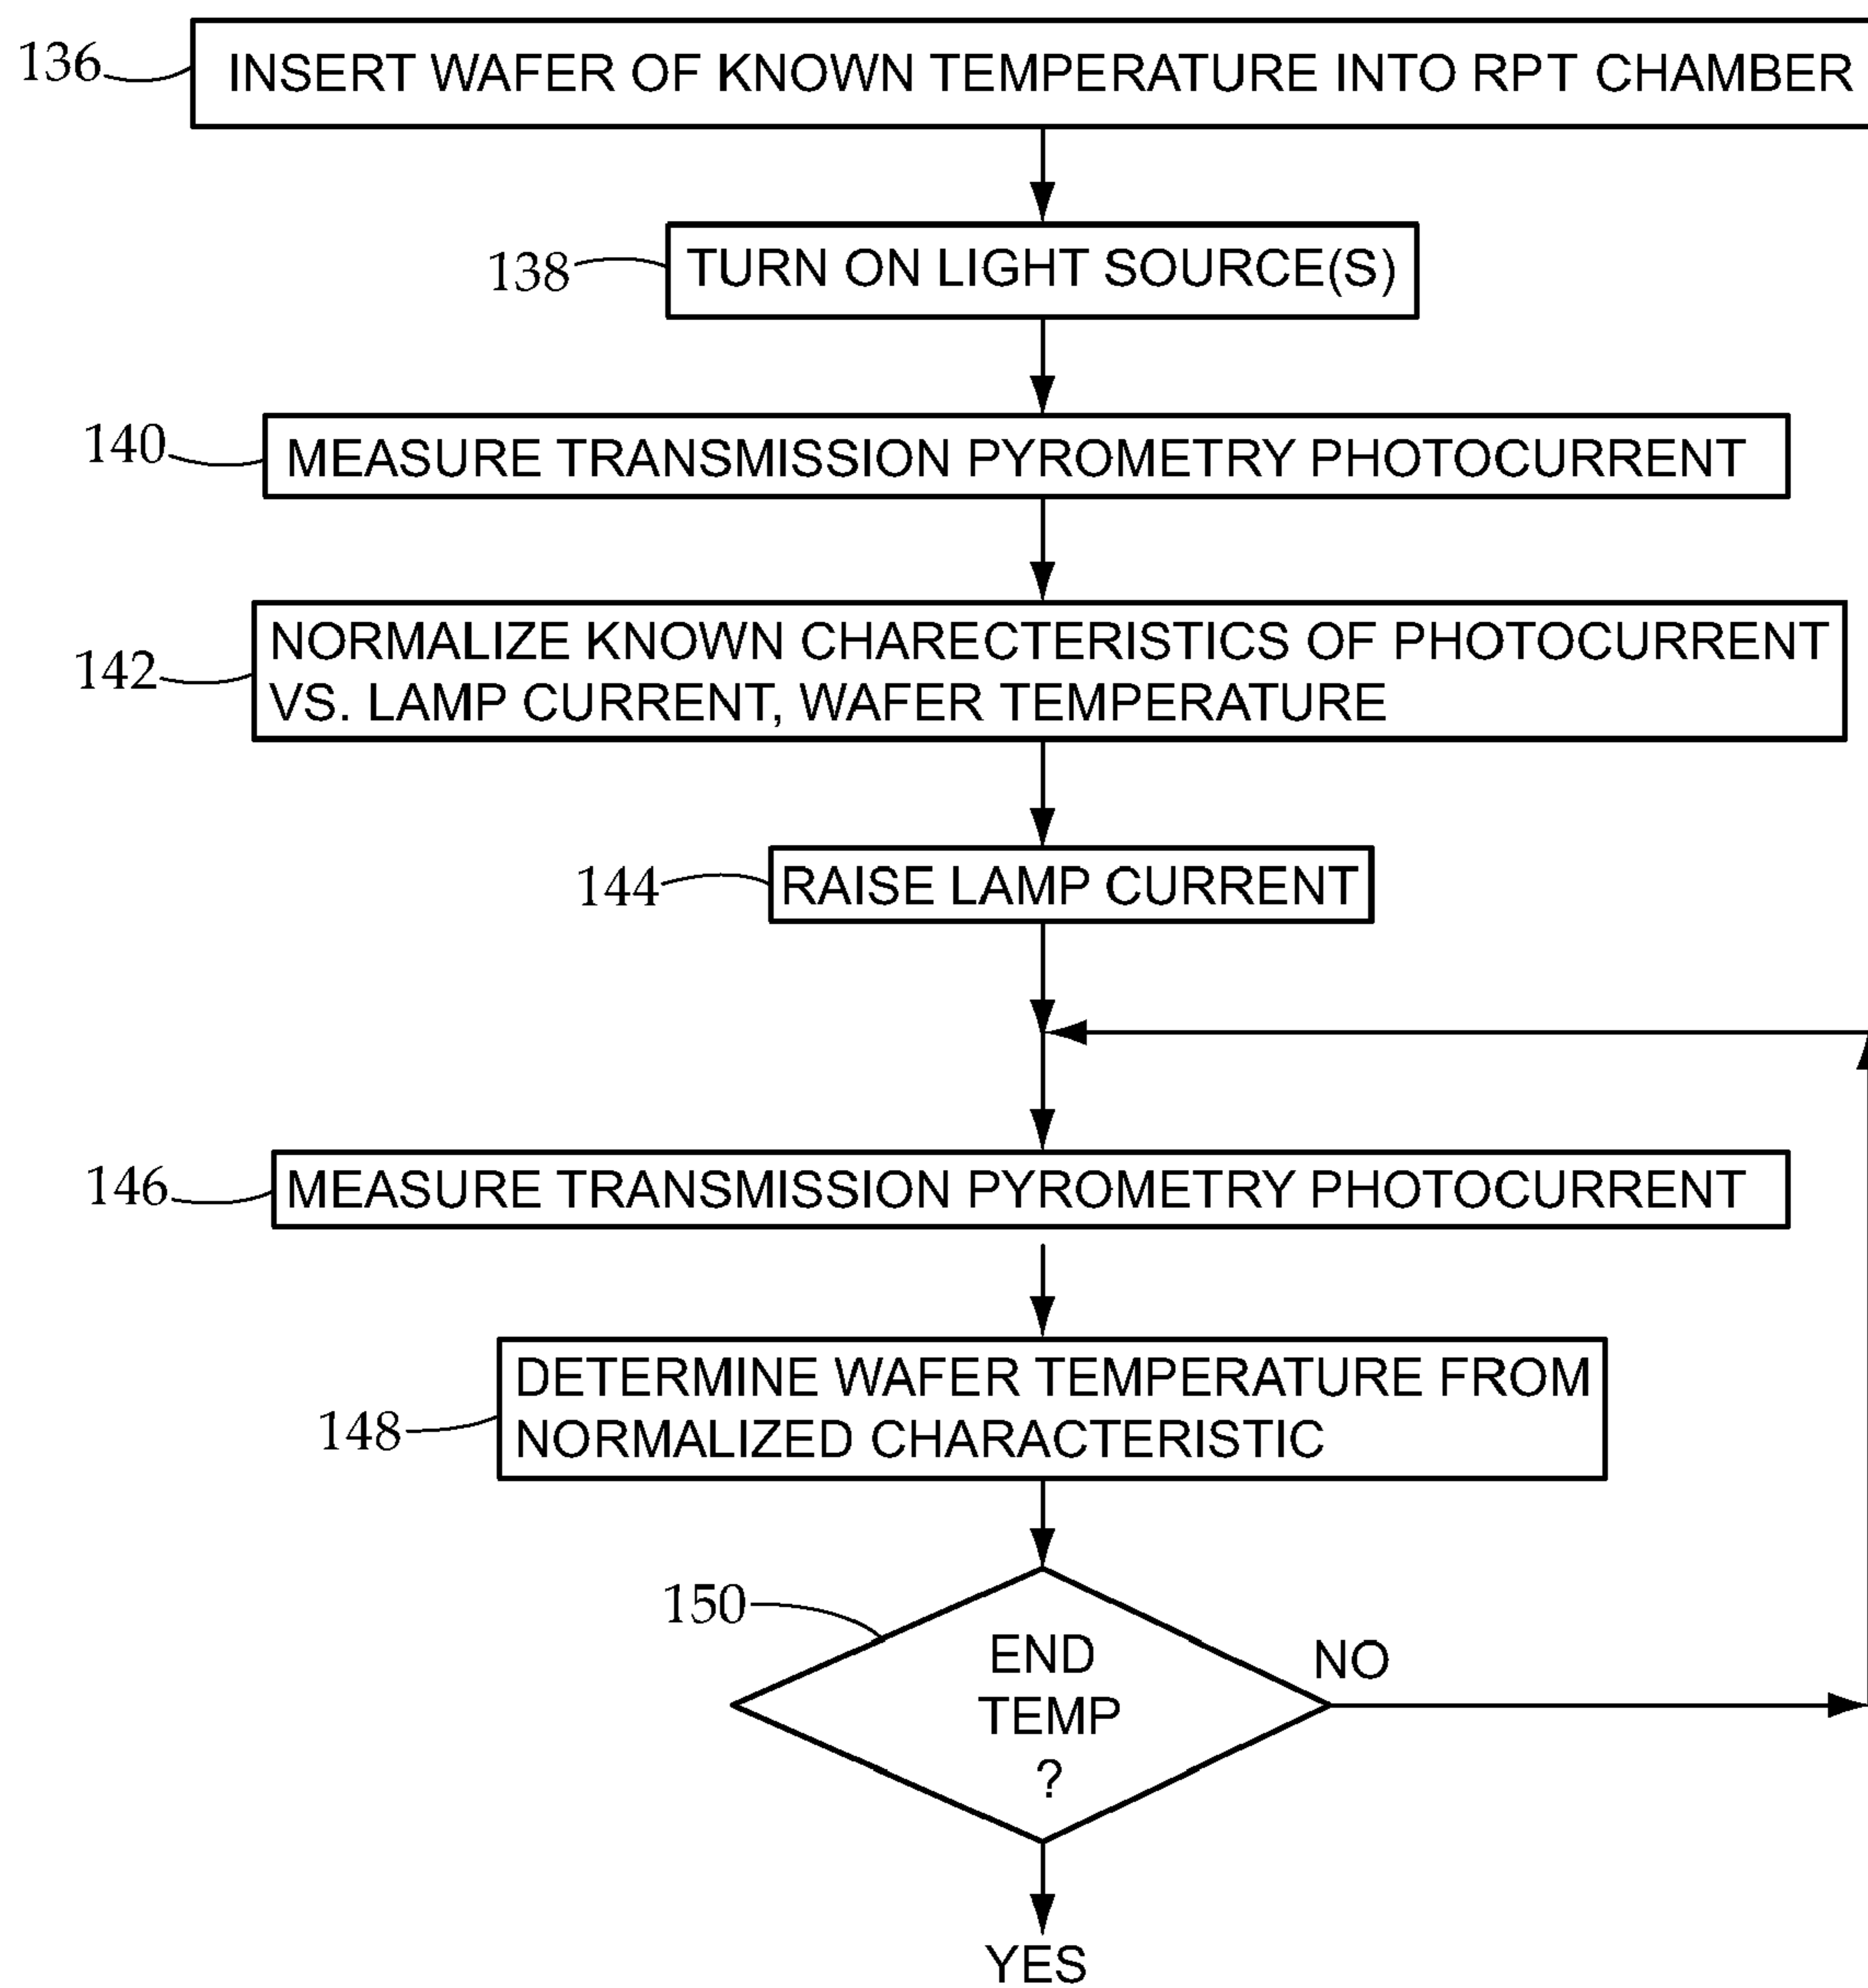 136
INSERT WAFER OF KNOWN TEMPERATURE INTO RPT CHAMBER
138
TURN ON LIGHT SOURCE(S)
140
MEASURE TRANSMISSION PYROMETRY PHOTOCURRENT
142
NORMALIZE KNOWN CHARECTERISTICS OF PHOTOCURRENT
VS. LAMP CURRENT, WAFER TEMPERATURE
144
RAISE LAMP CURRENT
146
MEASURE TRANSMISSION PYROMETRY PHOTOCURRENT
148
DETERMINE WAFER TEMPERATURE FROM
NORMALIZED CHARACTERISTIC
150
END
TEMP
?
NO
YES